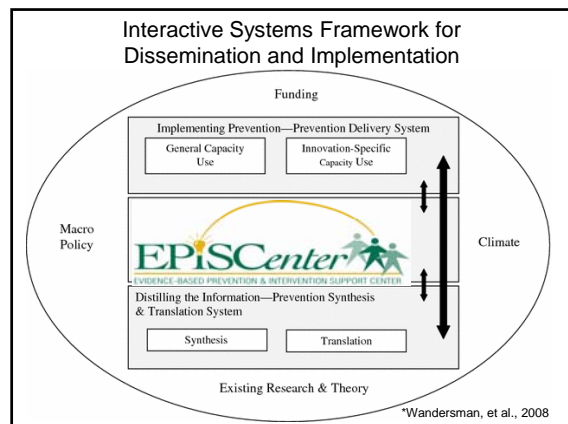 Interactive Systems Framework for
Dissemination and Implementation
Funding
Implementing Prevention—Prevention Delivery System
General Capacity
Use
Innovation-Specific
Capacity Use
Macro
Policy
EPiSCenter
EVIDENCE-BASED PREVENTION & INTERVENTION SUPPORT CENTER
Climate
Distilling the Information—Prevention Synthesis
& Translation System
Synthesis
Translation
Existing Research & Theory
*Wandersman, et al., 2008